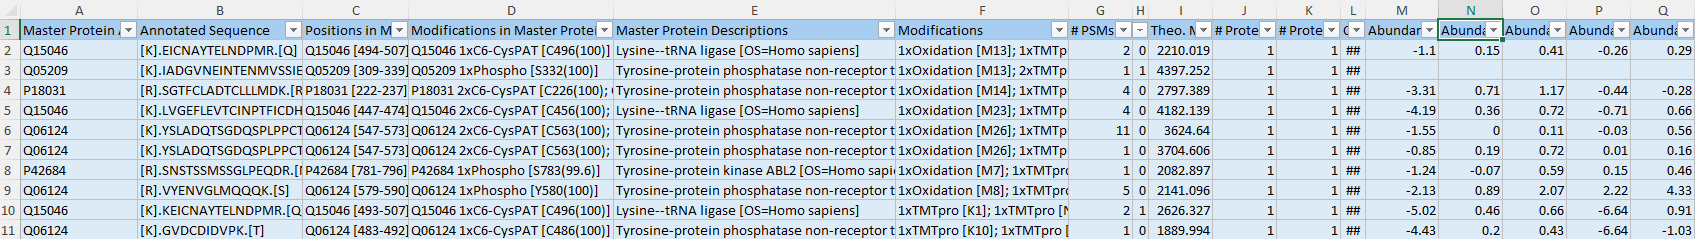 A B C D E F G H I J K L M N O P Q
1 Master Protein Annotated Sequence Positions in M Modifications in Master Protei Master Protein Descriptions Modifications # PSMs Theo. M # Prote # Prote Abundar Abunda Abunda Abunda Abunda
2 Q15046 [K].EICNAYTELNDPMR.[Q] Q15046 [494-507] Q15046 1xC6-CysPAT [C496(100)] Lysine--tRNA ligase [OS=Homo sapiens] 1xOxidation [M13]; 1xTMTp 2 0 2210.019 1 1 ## -1.1 0.15 0.41 -0.26 0.29
3 Q05209 [K].IADGVNEINTENMVSSIE Q05209 [309-339] Q05209 1xPhospho [S332(100)] Tyrosine-protein phosphatase non-receptor t 1xOxidation [M13]; 2xTMTp 1 1 4397.252 1 1 ##
4 P18031 [R].SGTFCLADTCLLLMDK.[R P18031 [222-237] P18031 2xC6-CysPAT [C226(100); Tyrosine-protein phosphatase non-receptor t 1xOxidation [M14]; 1xTMTp 4 0 2797.389 1 1 ## -3.31 0.71 1.17 -0.44 -0.28
5 Q15046 [K].LVGEFLEVTCINPTFICDH Q15046 [447-474] Q15046 2xC6-CysPAT [C456(100); Lysine--tRNA ligase [OS=Homo sapiens] 1xOxidation [M23]; 1xTMTp 4 0 4182.139 1 1 ## -4.19 0.36 0.72 -0.71 0.66
6 Q06124 [K].YSLADQTSGDQSPLPPCT Q06124 [547-573] Q06124 2xC6-CysPAT [C563(100); Tyrosine-protein phosphatase non-receptor t 1xOxidation [M26]; 1xTMTp 11 0 3624.64 1 1 ## -1.55 0 0.11 -0.03 0.56
7 Q06124 [K].YSLADQTSGDQSPLPPCT Q06124 [547-573] Q06124 2xC6-CysPAT [C563(100); Tyrosine-protein phosphatase non-receptor t 1xOxidation [M26]; 1xTMTp 1 0 3704.606 1 1 ## -0.85 0.19 0.72 0.01 0.16
8 P42684 [R].SNSTSSMSSGLPEQDR.[ P42684 [781-796] P42684 1xPhospho [S783(99.6)] Tyrosine-protein kinase ABL2 [OS=Homo sapi 1xOxidation [M7]; 1xTMTpro 1 0 2082.897 1 1 ## -1.24 -0.07 0.59 0.15 0.46
9 Q06124 [R].VYENVGLMQQQK.[S] Q06124 [579-590] Q06124 1xPhospho [Y580(100)] Tyrosine-protein phosphatase non-receptor t 1xOxidation [M8]; 1xTMTpro 5 0 2141.096 1 1 ## -2.13 0.89 2.07 2.22 4.33
10 Q15046 [K].KEICNAYTELNDPMR.[Q Q15046 [493-507] Q15046 1xC6-CysPAT [C496(100)] Lysine--tRNA ligase [OS=Homo sapiens] 1xTMTpro [K1]; 1xTMTpro [N 2 1 2626.327 1 1 ## -5.02 0.46 0.66 -6.64 0.91
11 Q06124 [K].GVDCDIDVPK.[T] Q06124 [483-492] Q06124 1xC6-CysPAT [C486(100)] Tyrosine-protein phosphatase non-receptor t 1xTMTpro [K10]; 1xTMTpro 1 0 1889.994 1 1 ## -4.43 0.2 0.43 -6.64 -1.03